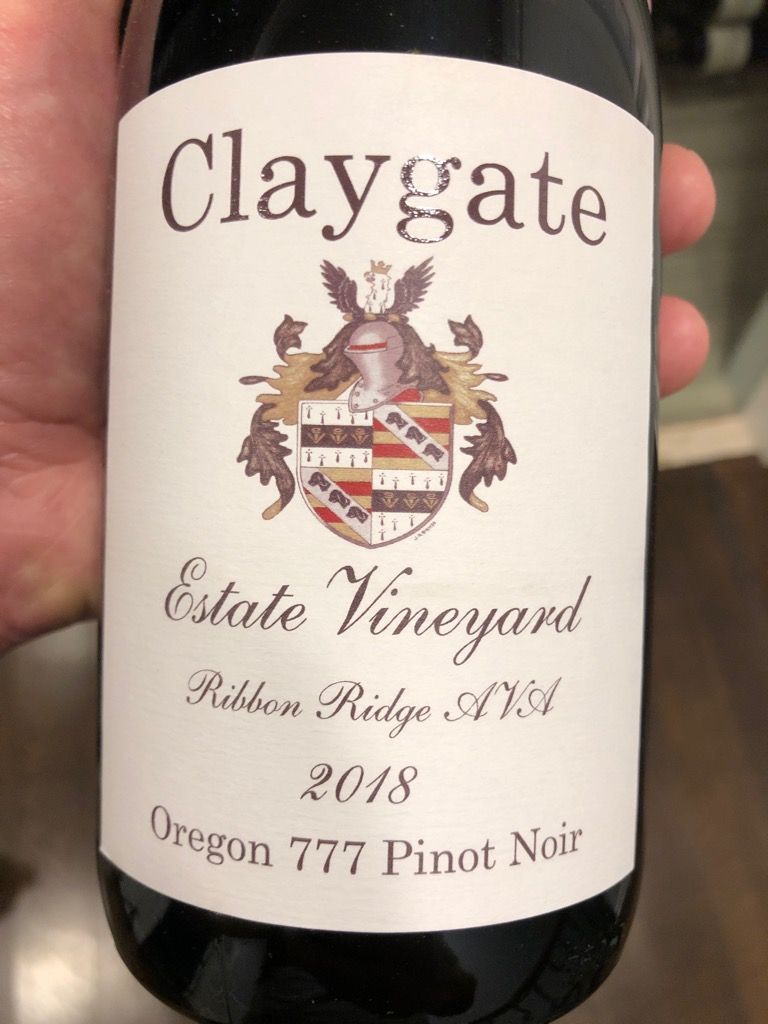 Claygate
Estate Vineyard
Ribbon Ridge AVA
2018
Oregon 777 Pinot Noir